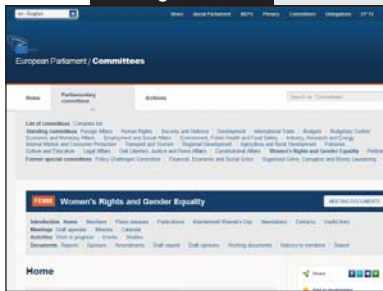 en - English
News About Parliament MEPs Plenary Committees Delegations EP TV
European Parliament / Committees
Home Parliamentary committees Archives Search on 'Committees'
List of committees: Complete list
Standing committees: Foreign Affairs Human Rights Security and Defence Development International Trade Budgets Budgetary Control
Economic and Monetary Affairs Employment and Social Affairs Environment, Public Health and Food Safety Industry, Research and Energy
Internal Market and Consumer Protection Transport and Tourism Regional Development Agriculture and Rural Development Fisheries
Culture and Education Legal Affairs Civil Liberties, Justice and Home Affairs Constitutional Affairs Women's Rights and Gender Equality Petitions
Former special committees: Policy Challenges Committee Financial, Economic and Social Crisis Organised Crime, Corruption and Money Laundering
FEMM Women's Rights and Gender Equality MEETING DOCUMENTS
Introduction Home Members Press releases Publications International Women's Day Newsletters Contacts Useful links
Meetings Draft agendas Minutes Calendar
Activities Work in progress Events Studies
Documents Reports Opinions Amendments Draft reports Draft opinions Working documents Notices to members Search
Home
Share
Add to bookmarks